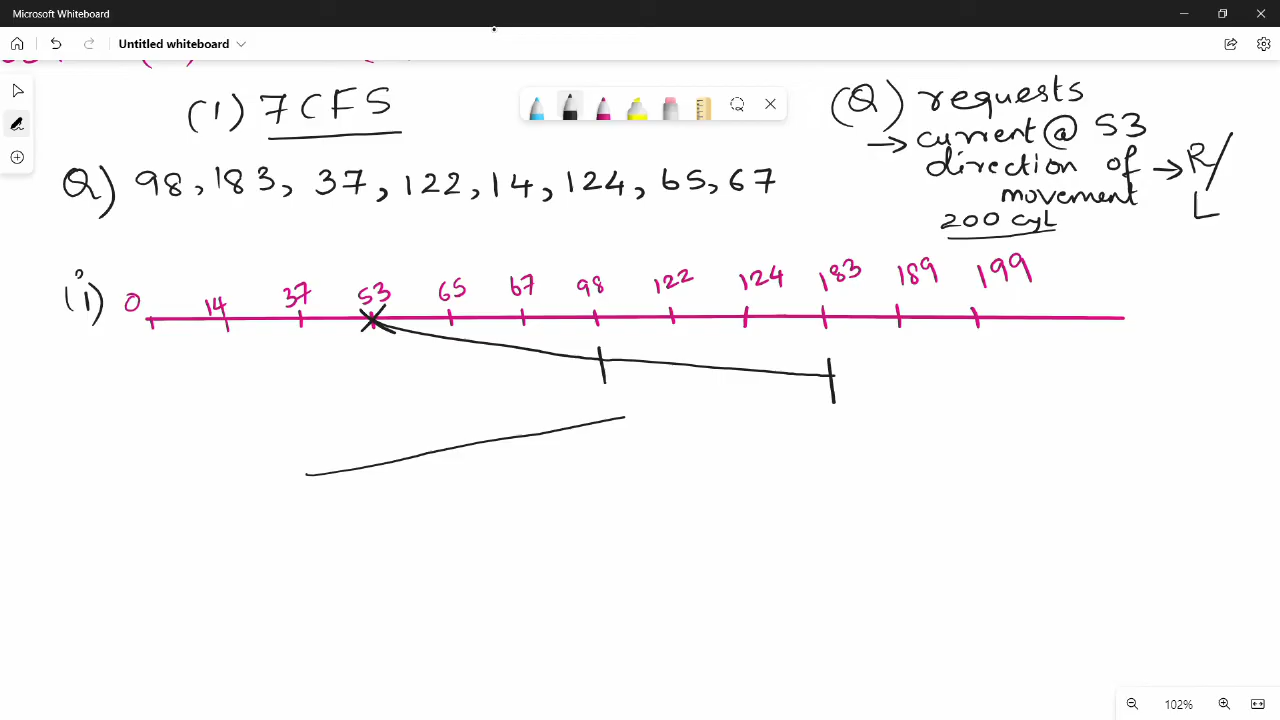 Microsoft Whiteboard
Untitled whiteboard
(1) 7CFS
(Q) requests
→ current @ 53
direction of → R/
movement L
200 cyl
Q) 98, 183, 37, 122, 14, 124, 65, 67
(i) 0 14 37 53 65 67 98 122 124 183 189 199
102%